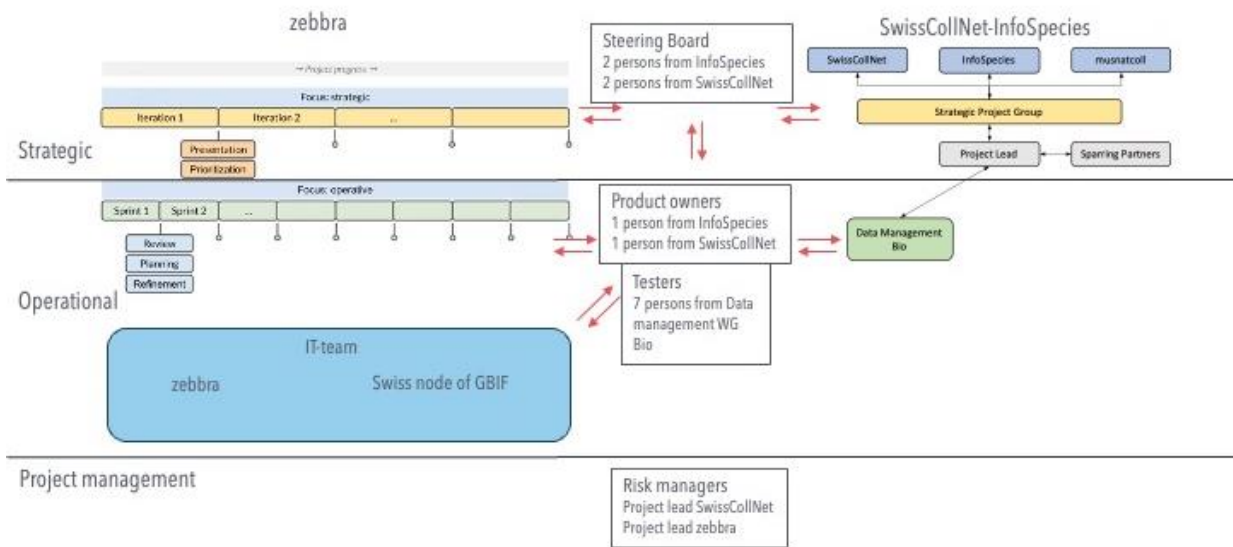 zebbra
SwissCollNet-InfoSpecies
→ Project progress →
Focus: strategic
Iteration 1
Iteration 2
...
Presentation
Prioritization
Steering Board
2 persons from InfoSpecies
2 persons from SwissCollNet
SwissCollNet
InfoSpecies
musnatcoll
Strategic Project Group
Project Lead
Sparring Partners
Strategic
Focus: operative
Sprint 1
Sprint 2
...
Review
Planning
Refinement
Product owners
1 person from InfoSpecies
1 person from SwissCollNet
Data Management
Bio
Testers
7 persons from Data
management WG
Bio
Operational
IT-team
zebbra
Swiss node of GBIF
Project management
Risk managers
Project lead SwissCollNet
Project lead zebbra